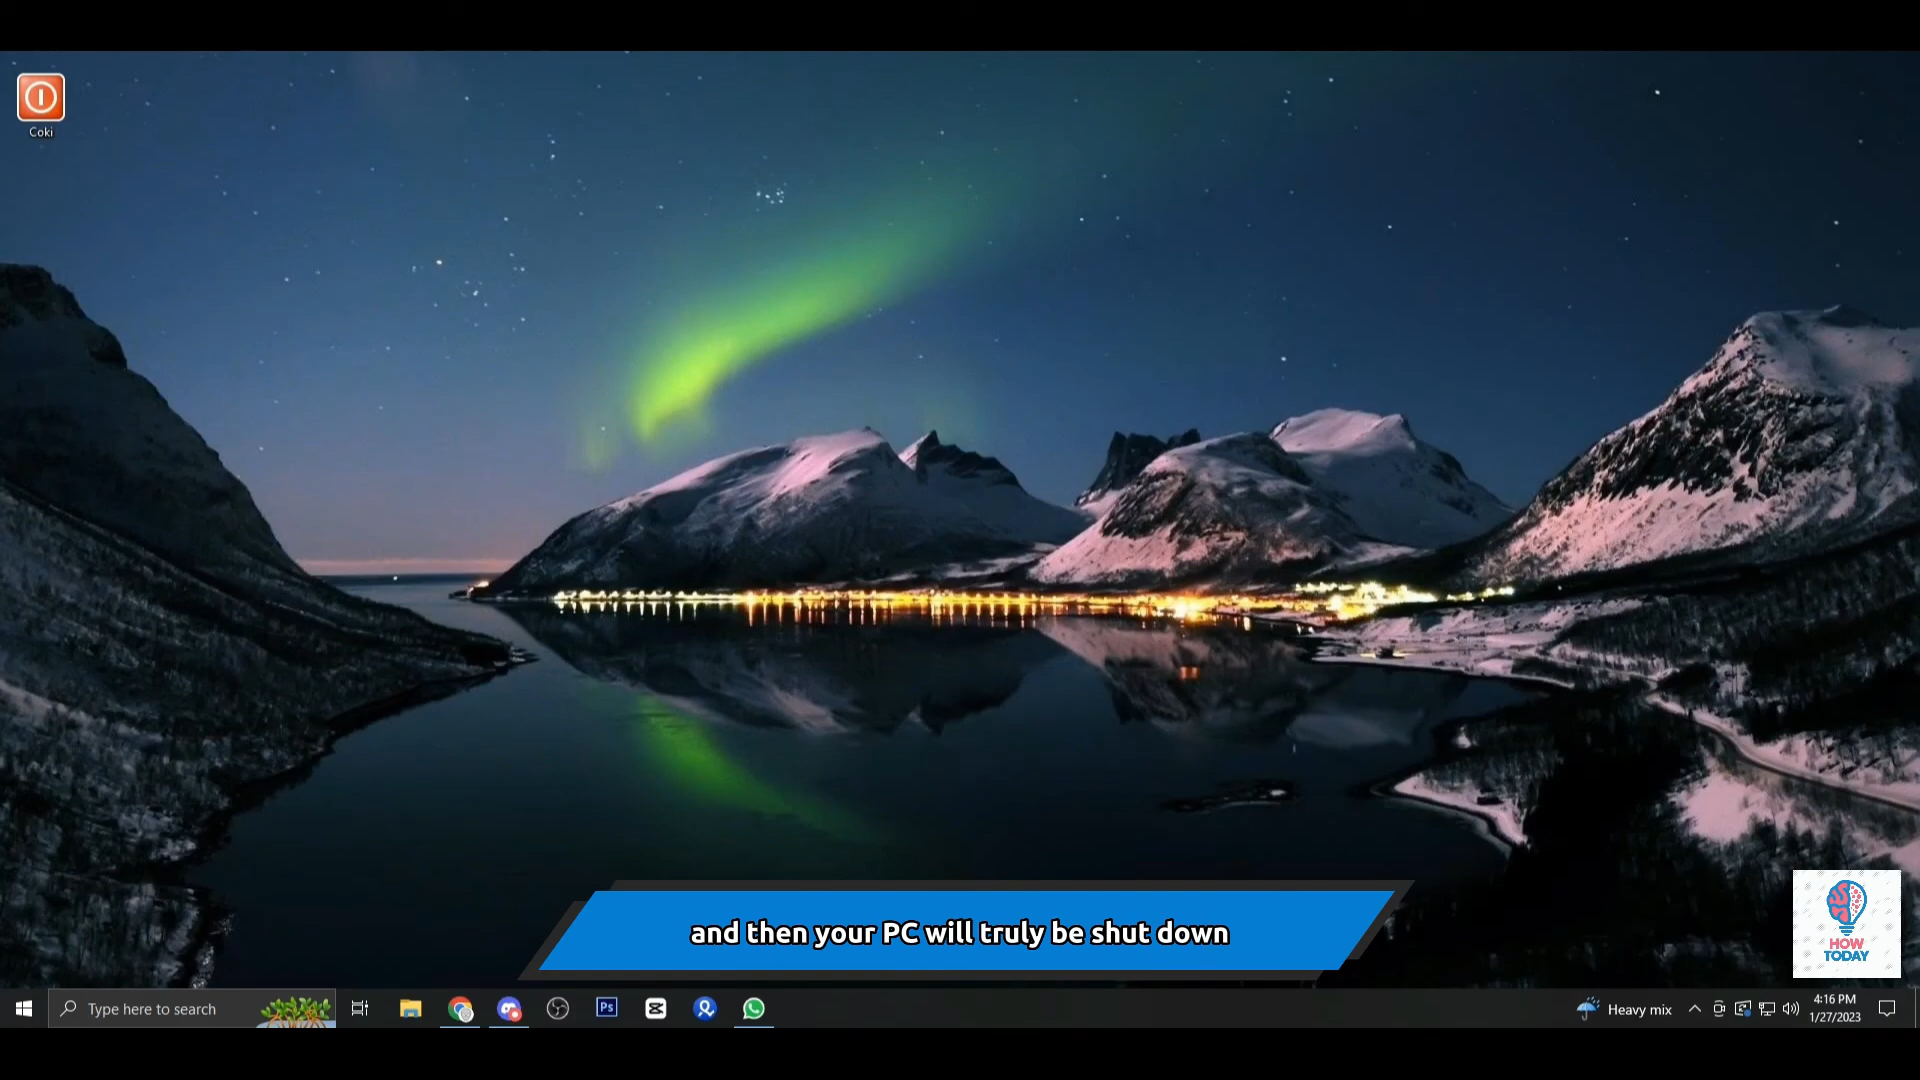 Coki
and then your PC will truly be shut down
HOW
TODAY
Type here to search
Ps
Heavy mix
4:16 PM
1/27/2023